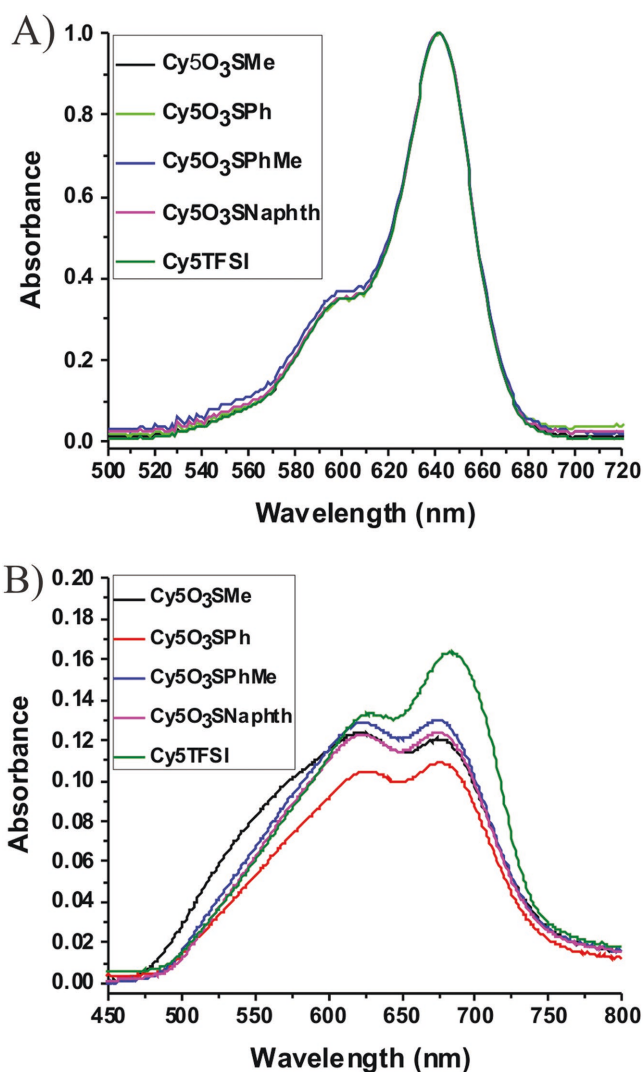 A)
Cy5O₃SMe
Cy5O₃SPh
Cy5O₃SPhMe
Cy5O₃SNaphth
Cy5TFSI
Absorbance
1.0
0.8
0.6
0.4
0.2
0.0
500 520 540 560 580 600 620 640 660 680 700 720
Wavelength (nm)
B)
Cy5O₃SMe
Cy5O₃SPh
Cy5O₃SPhMe
Cy5O₃SNaphth
Cy5TFSI
Absorbance
0.20
0.18
0.16
0.14
0.12
0.10
0.08
0.06
0.04
0.02
0.00
450 500 550 600 650 700 750 800
Wavelength (nm)